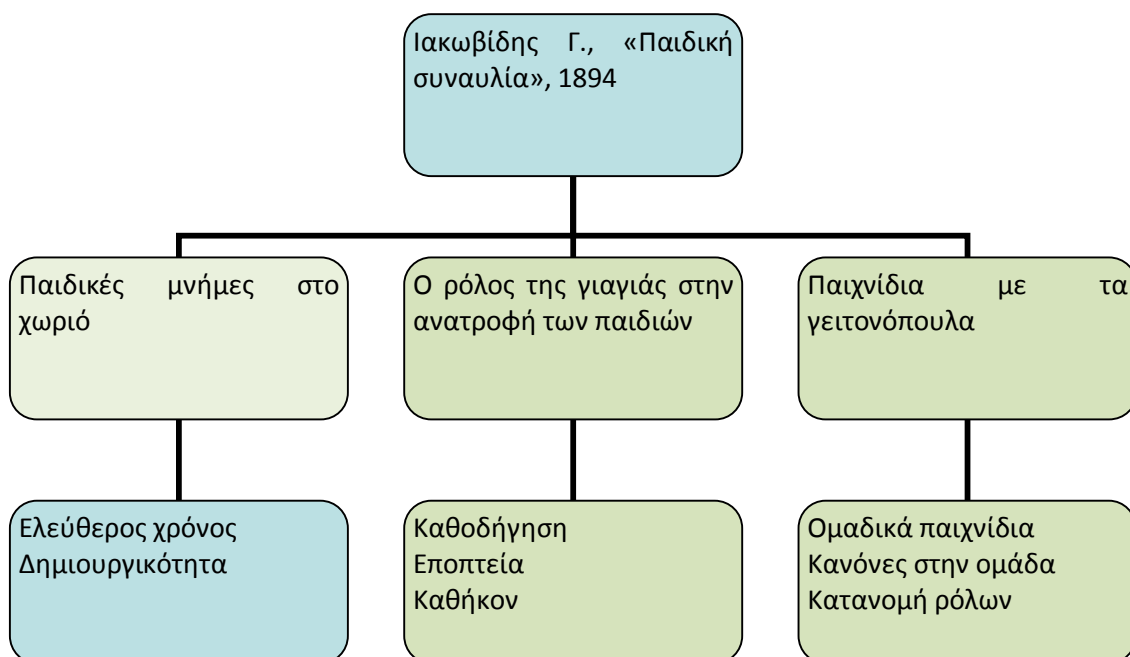 Ιακωβίδης Γ., «Παιδική
συναυλία», 1894
Παιδικές μνήμες στο
χωριό
Ο ρόλος της γιαγιάς στην
ανατροφή των παιδιών
Παιχνίδια με τα
γειτονόπουλα
Ελεύθερος χρόνος
Δημιουργικότητα
Καθοδήγηση
Εποπτεία
Καθήκον
Ομαδικά παιχνίδια
Κανόνες στην ομάδα
Κατανομή ρόλων